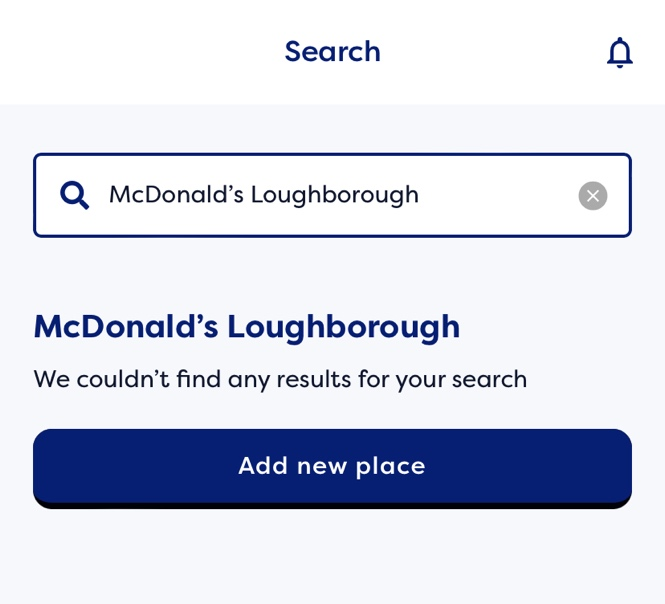 Search
McDonald’s Loughborough
McDonald’s Loughborough
We couldn’t find any results for your search
Add new place